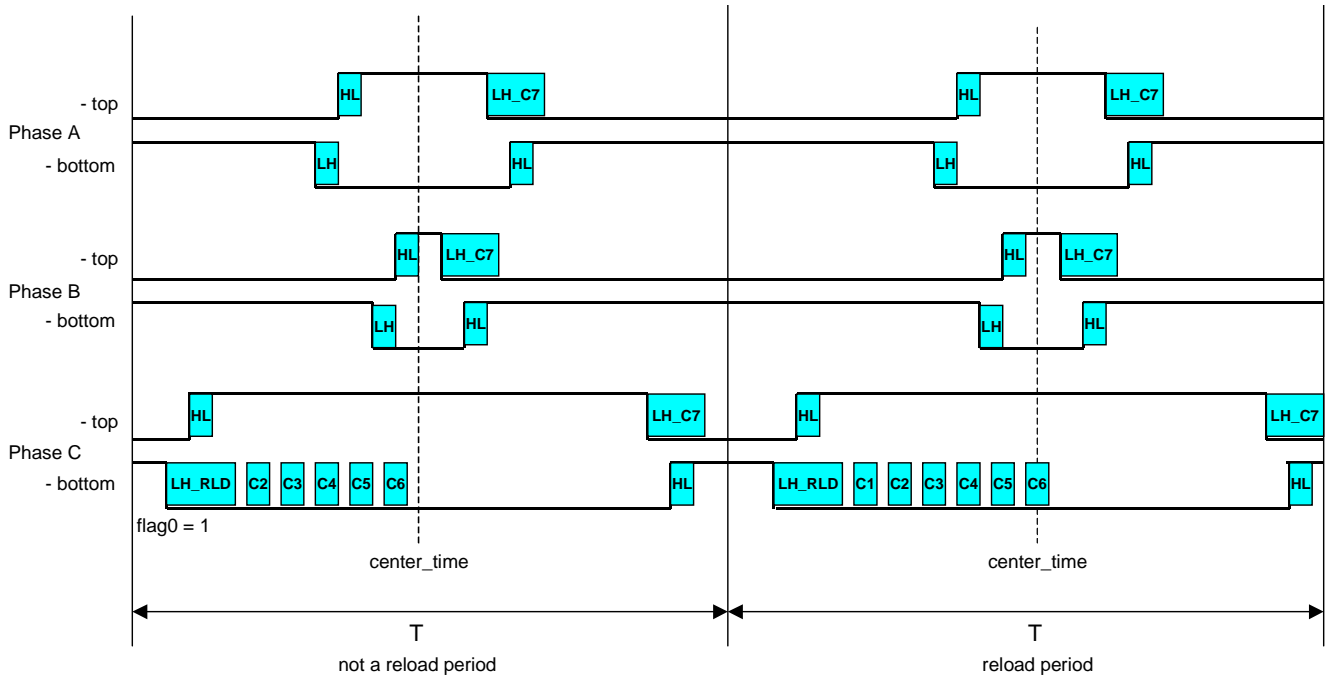 HL LH_C7 HL LH_C7
- top
Phase A
- bottom
LH HL LH HL
HL LH_C7 HL LH_C7
- top
Phase B
- bottom
LH HL LH HL
HL LH_C7 HL LH_C7
- top
Phase C
- bottom
LH_RLD C2 C3 C4 C5 C6 HL LH_RLD C1 C2 C3 C4 C5 C6 HL
flag0 = 1
center_time center_time
T T
not a reload period reload period